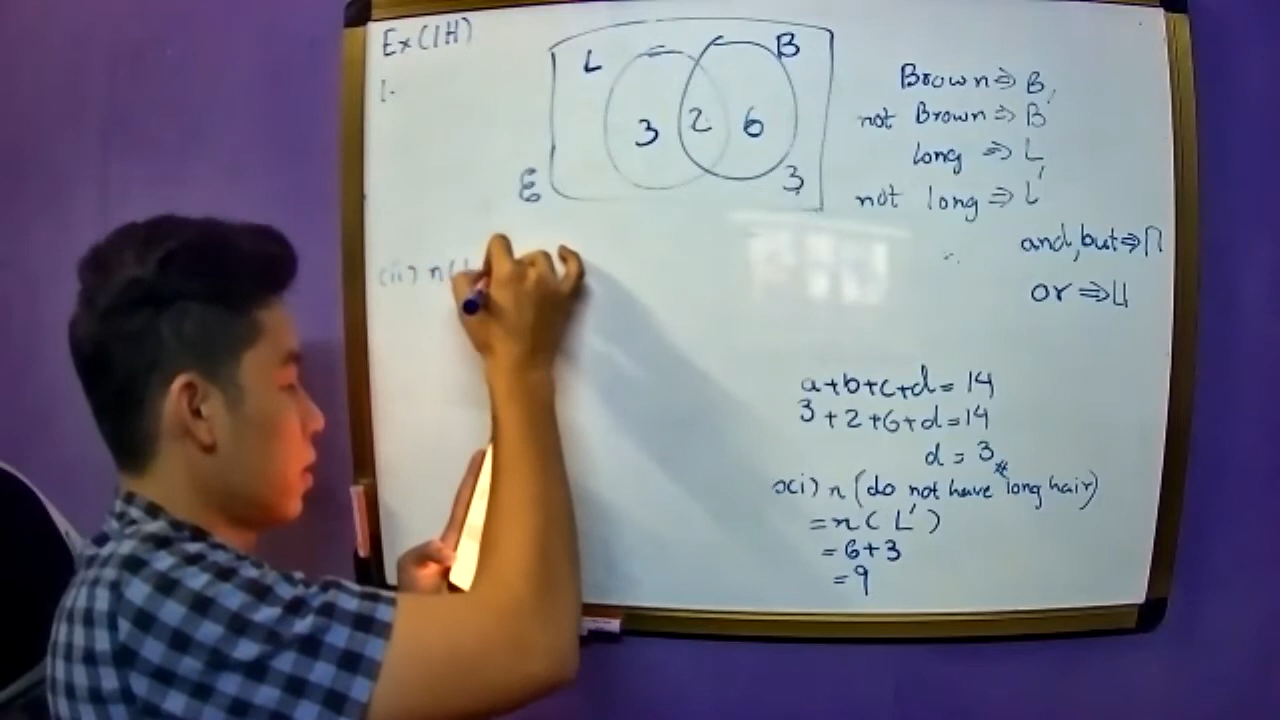 Ex(1H)
1.
L
B
3
2
6
3
ℰ
Brown ⇒ B
not Brown ⇒ B'
long ⇒ L
not long ⇒ L'
and, but ⇒ ∩
or ⇒ ∪
(ii) n(
a+b+c+d = 14
3+2+6+d = 14
d = 3
n (do not have long hair)
= n( L' )
= 6+3
= 9